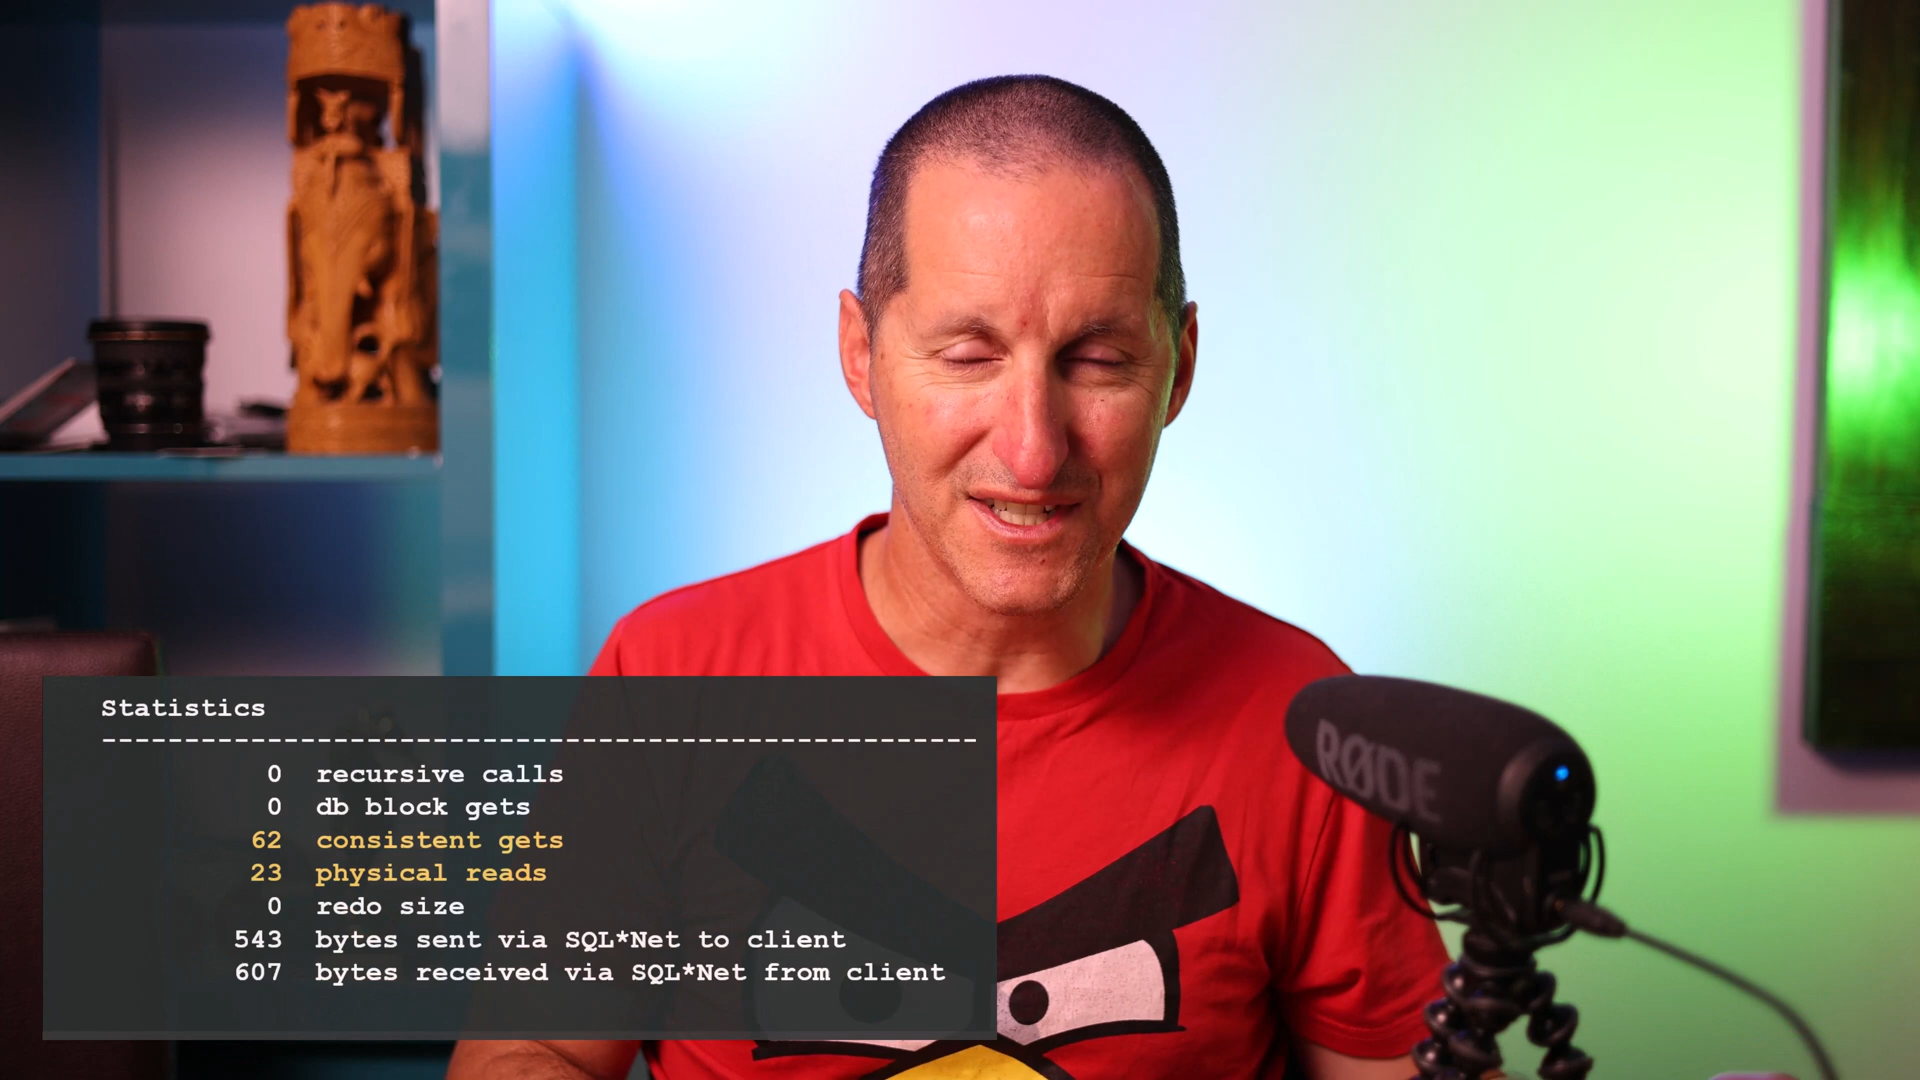 Statistics
-----------------------------------------------------
0 recursive calls
0 db block gets
62 consistent gets
23 physical reads
0 redo size
543 bytes sent via SQL*Net to client
607 bytes received via SQL*Net from client
RØDE